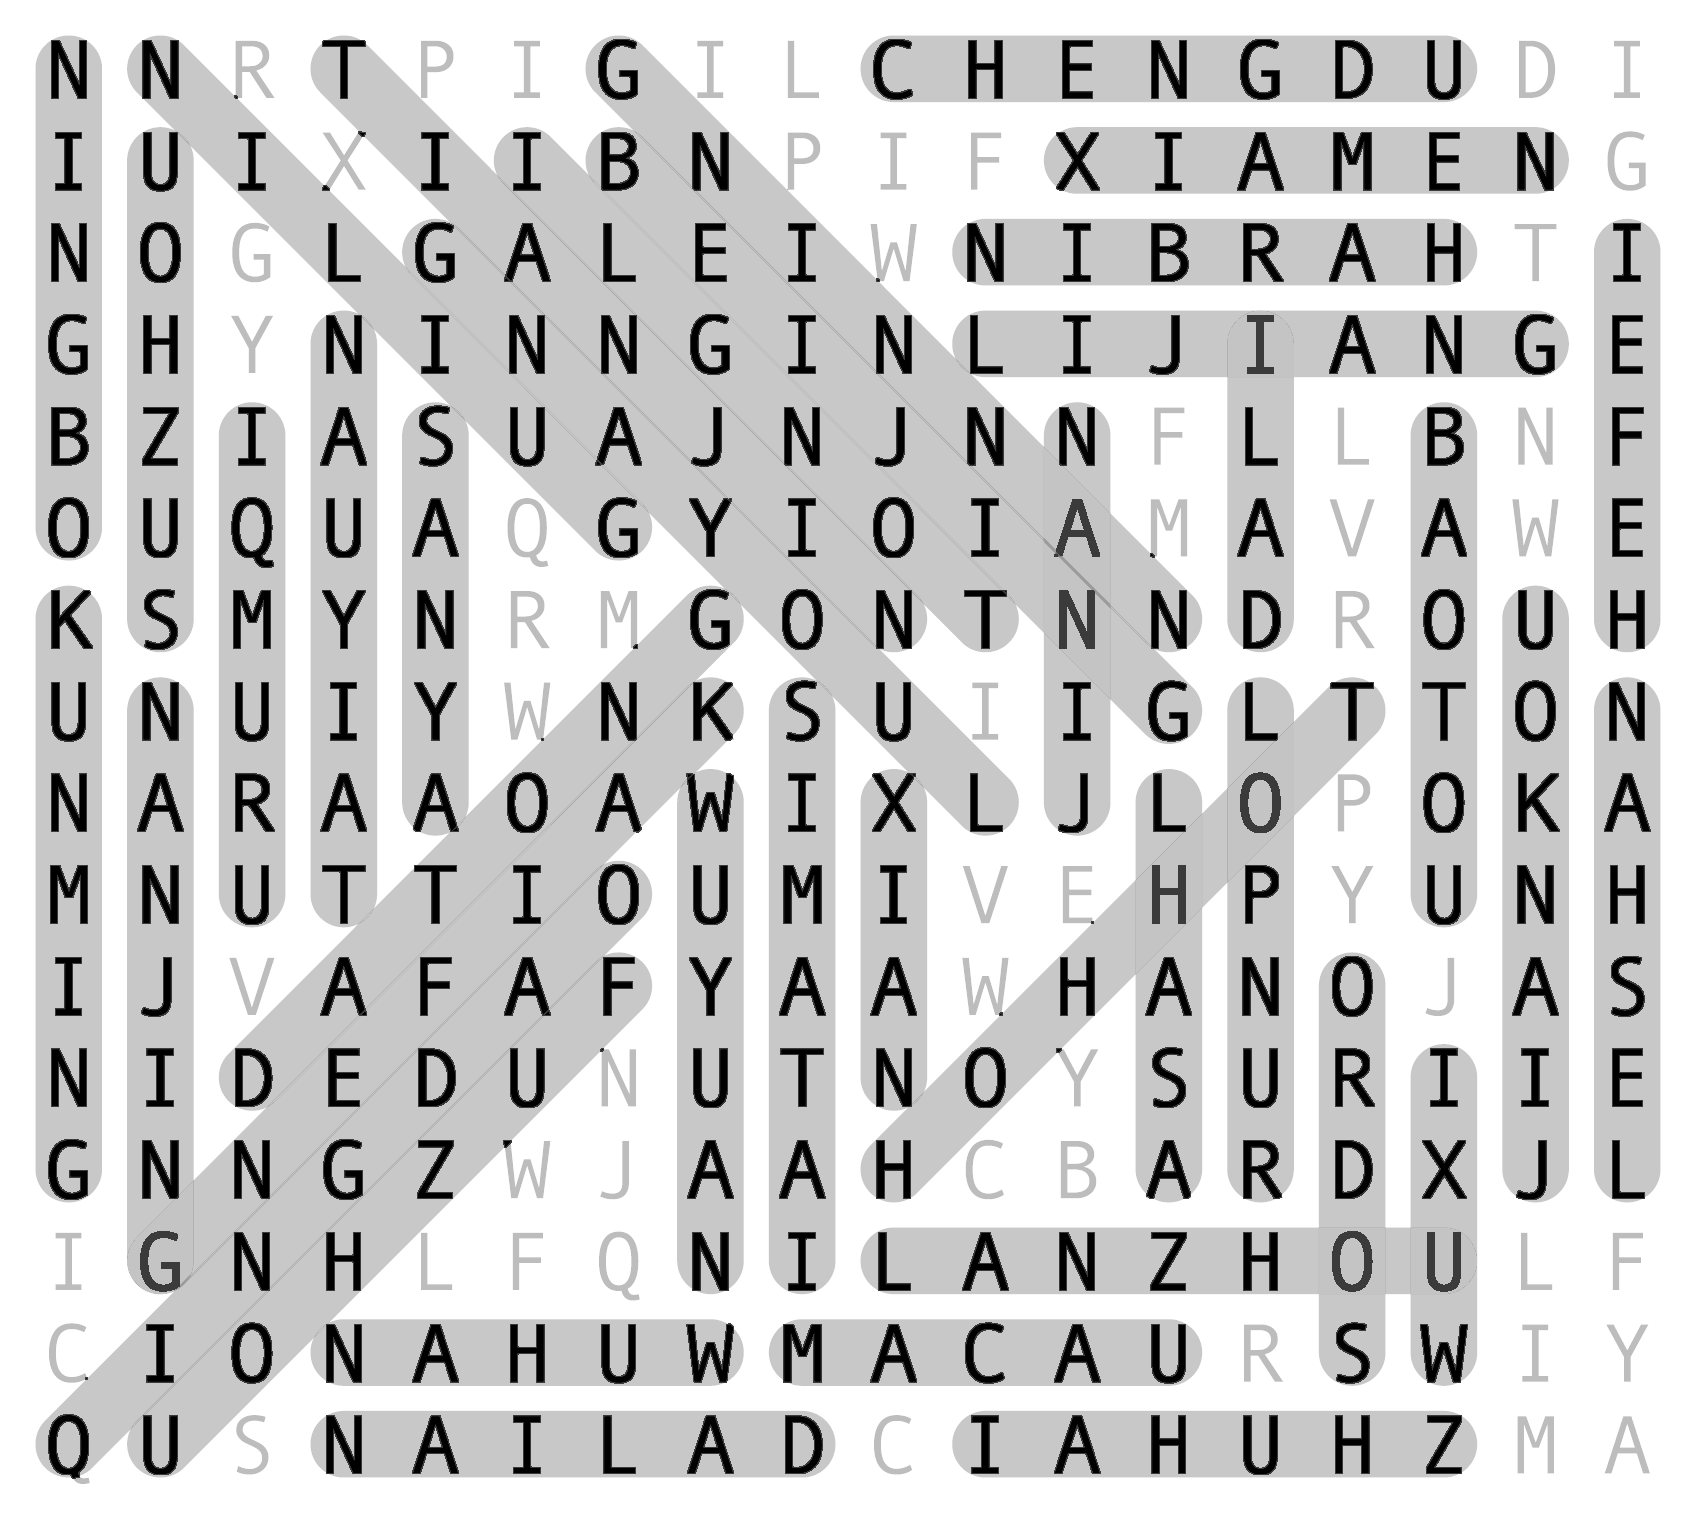 N N R T P I G I L C H E N G D U D I
I U I X I I B N P I F X I A M E N G
N O G L G A L E I W N I B R A H T I
G H Y N I N N G I N L I J I A N G E
B Z I A S U A J N J N N F L L B N F
O U Q U A Q G Y I O I A M A V A W E
K S M Y N R M G O N T N N D R O U H
U N U I Y W N K S U I I G L T T O N
N A R A A O A W I X L J L O P O K A
M N U T T I O U M I V E H P Y U N H
I J V A F A F Y A A W H A N O J A S
N I D E D U N U T N O Y S U R I I E
G N N G Z W J A A H C B A R D X J L
I G N H L F Q N I L A N Z H O U L F
C I O N A H U W M A C A U R S W I Y
Q U S N A I L A D C I A H U H Z M A